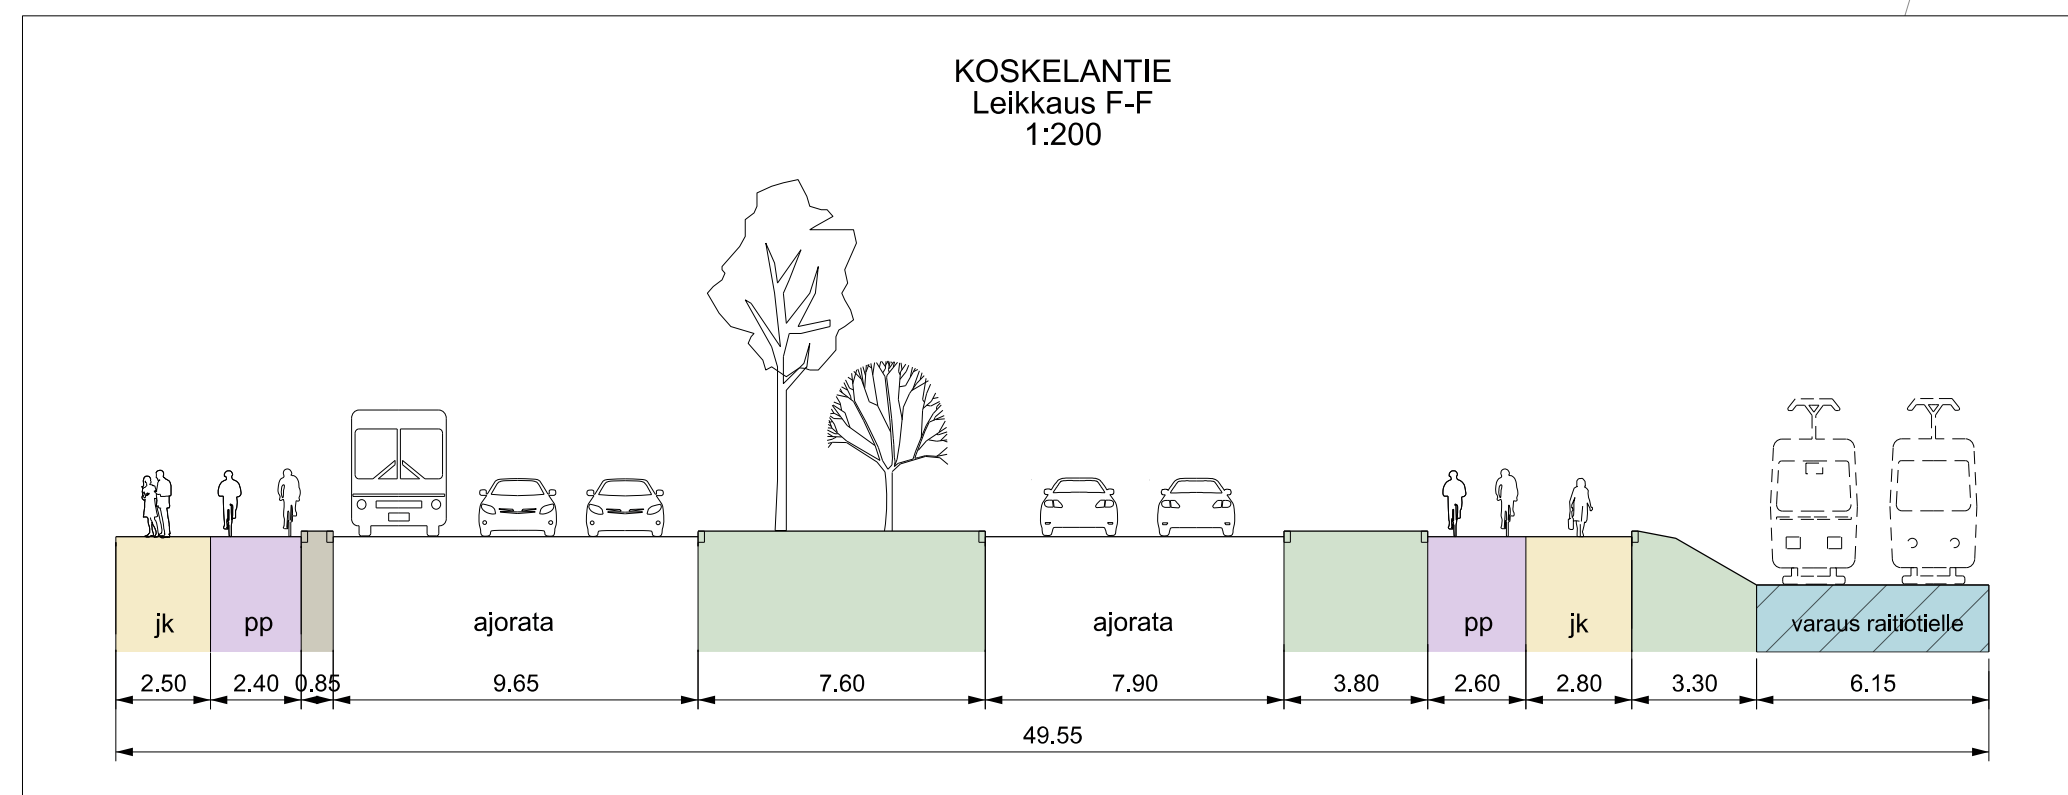 KOSKELANTIE
Leikkaus F-F
1:200
jk pp ajorata ajorata pp jk varaus raitiotielle
2.50 2.40 0.85 9.65 7.60 7.90 3.80 2.60 2.80 3.30 6.15
49.55